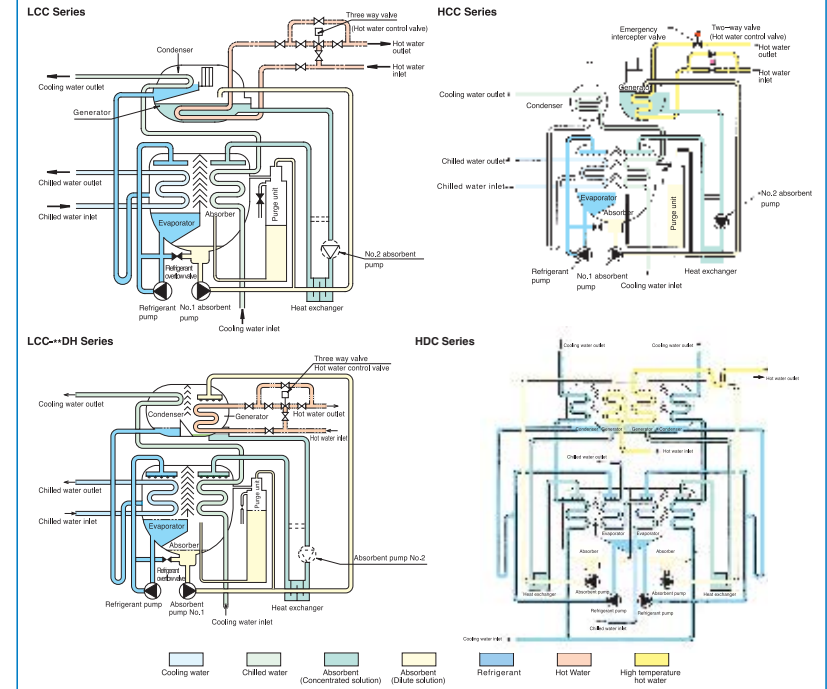 LCC Series
Three way valve
(Hot water control valve)
Condenser
Hot water
outlet
Hot water
inlet
Cooling water outlet
Generator
Chilled water outlet
Chilled water inlet
Evaporator
Absorber
Purge unit
Refrigerant
overflow valve
No.2 absorbent
pump
Refrigerant
pump
No.1 absorbent
pump
Heat exchanger
Cooling water inlet
HCC Series
Emergency
intercepter valve
Two-way valve
(Hot water control valve)
Hot water
outlet
Hot water
inlet
Generator
Cooling water outlet
Condenser
Chilled water outlet
Chilled water inlet
Evaporator
Absorber
Purge unit
No.2 absorbent
pump
Refrigerant
pump
No.1 absorbent
pump
Heat exchanger
Cooling water inlet
LCC-**DH Series
Three way valve
Hot water control valve
Cooling water outlet
Condenser
Generator
Hot water outlet
Hot water inlet
Chilled water outlet
Chilled water inlet
Purge unit
Evaporator
Absorber
Refrigerant
overflow valve
Absorbent pump No.2
Refrigerant pump
Absorbent
pump No.1
Heat exchanger
Cooling water inlet
HDC Series
Cooling water outlet
Cooling water outlet
Hot water outlet
Condenser
Generator
Generator
Condenser
Chilled water outlet
Hot water inlet
Evaporator
Evaporator
Absorber
Absorber
Heat exchanger
Absorbent pump
Absorbent pump
Heat exchanger
Refrigerant pump
Refrigerant pump
Chilled water inlet
Cooling water inlet
Cooling water
Chilled water
Absorbent
(Concentrated solution)
Absorbent
(Dilute solution)
Refrigerant
Hot Water
High temperature
hot water